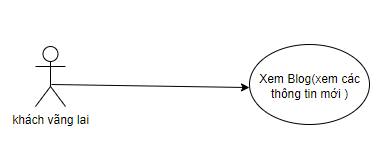 Xem Blog(xem các
thông tin mới )
khách vãng lai